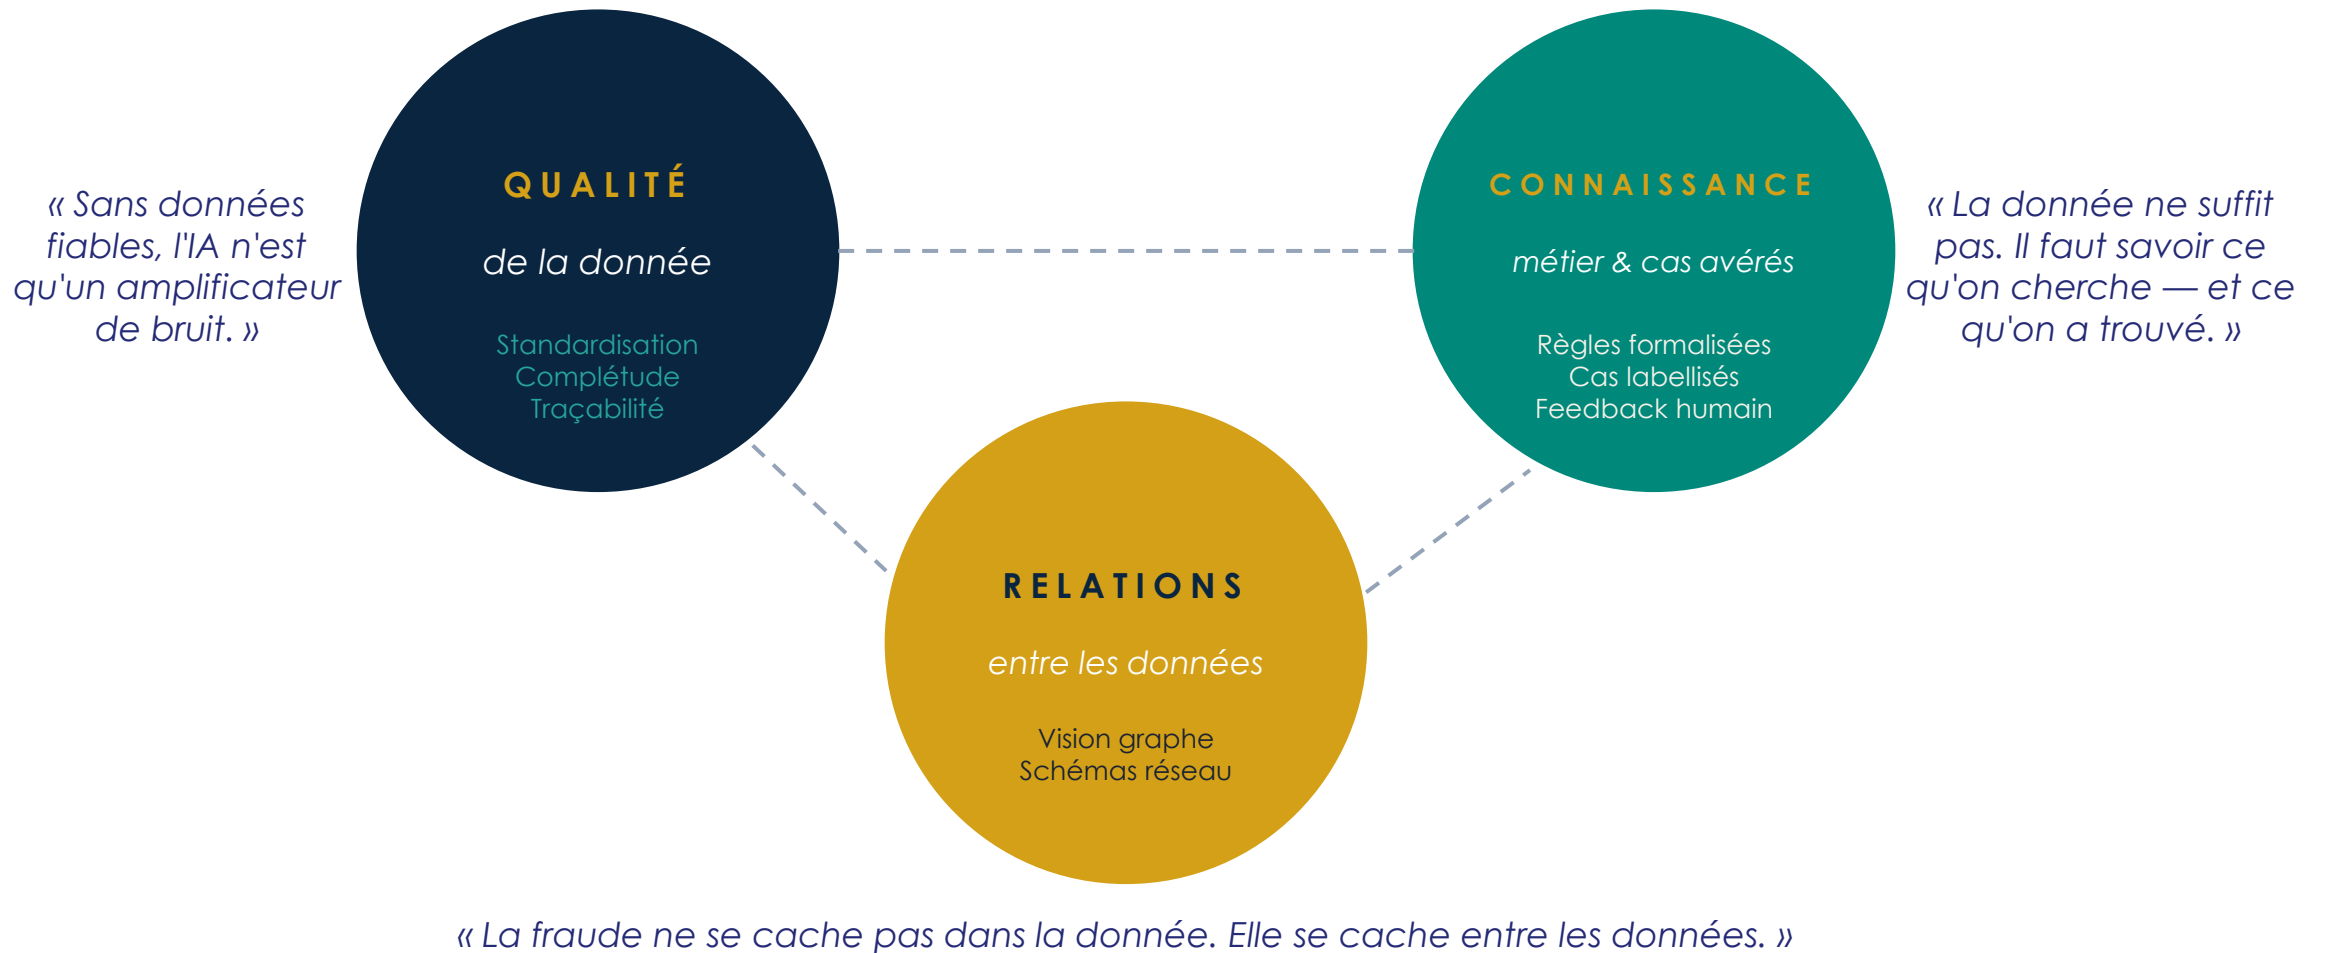 « Sans données
fiables, l'IA n'est
qu'un amplificateur
de bruit. »
QUALITÉ
de la donnée
Standardisation
Complétude
Traçabilité
CONNAISSANCE
métier & cas avérés
Règles formalisées
Cas labellisés
Feedback humain
« La donnée ne suffit
pas. Il faut savoir ce
qu'on cherche — et ce
qu'on a trouvé. »
RELATIONS
entre les données
Vision graphe
Schémas réseau
« La fraude ne se cache pas dans la donnée. Elle se cache entre les données. »